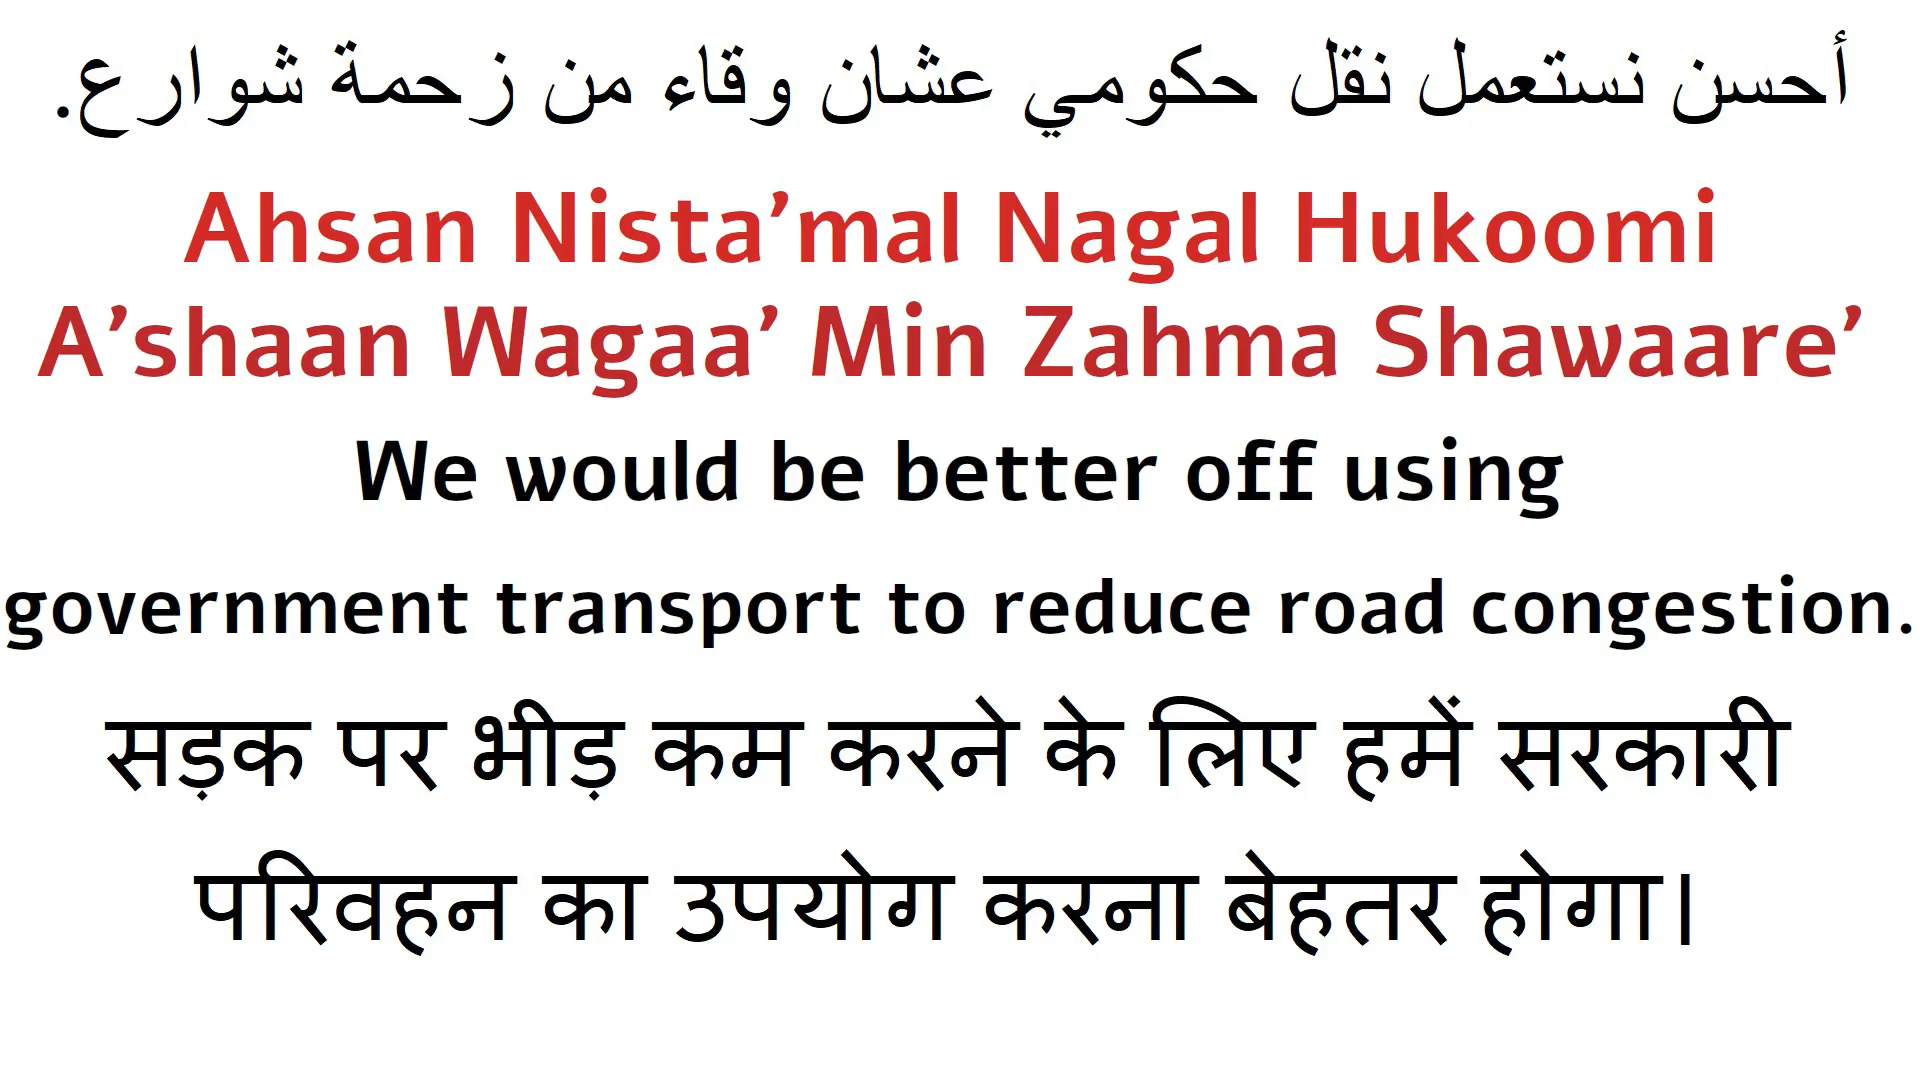 أحسن نستعمل نقل حكومي عشان وقاء من زحمة شوارع.
Ahsan Nista’mal Nagal Hukoomi
A’shaan Wagaa’ Min Zahma Shawaare’
We would be better off using
government transport to reduce road congestion.
सड़क पर भीड़ कम करने के लिए हमें सरकारी
परिवहन का उपयोग करना बेहतर होगा।